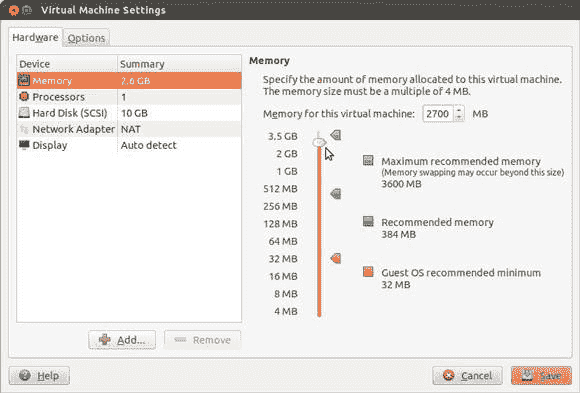 Virtual Machine Settings
Hardware Options
Device Summary
Memory 2.6 GB
Processors 1
Hard Disk (SCSI) 10 GB
Network Adapter NAT
Display Auto detect
Add... Remove
Memory
Specify the amount of memory allocated to this virtual machine.
The memory size must be a multiple of 4 MB.
Memory for this virtual machine: 2700 MB
3.5 GB
2 GB
1 GB
512 MB
256 MB
128 MB
64 MB
32 MB
16 MB
8 MB
4 MB
Maximum recommended memory
(Memory swapping may occur beyond this size)
3600 MB
Recommended memory
384 MB
Guest OS recommended minimum
32 MB
Help Cancel Save